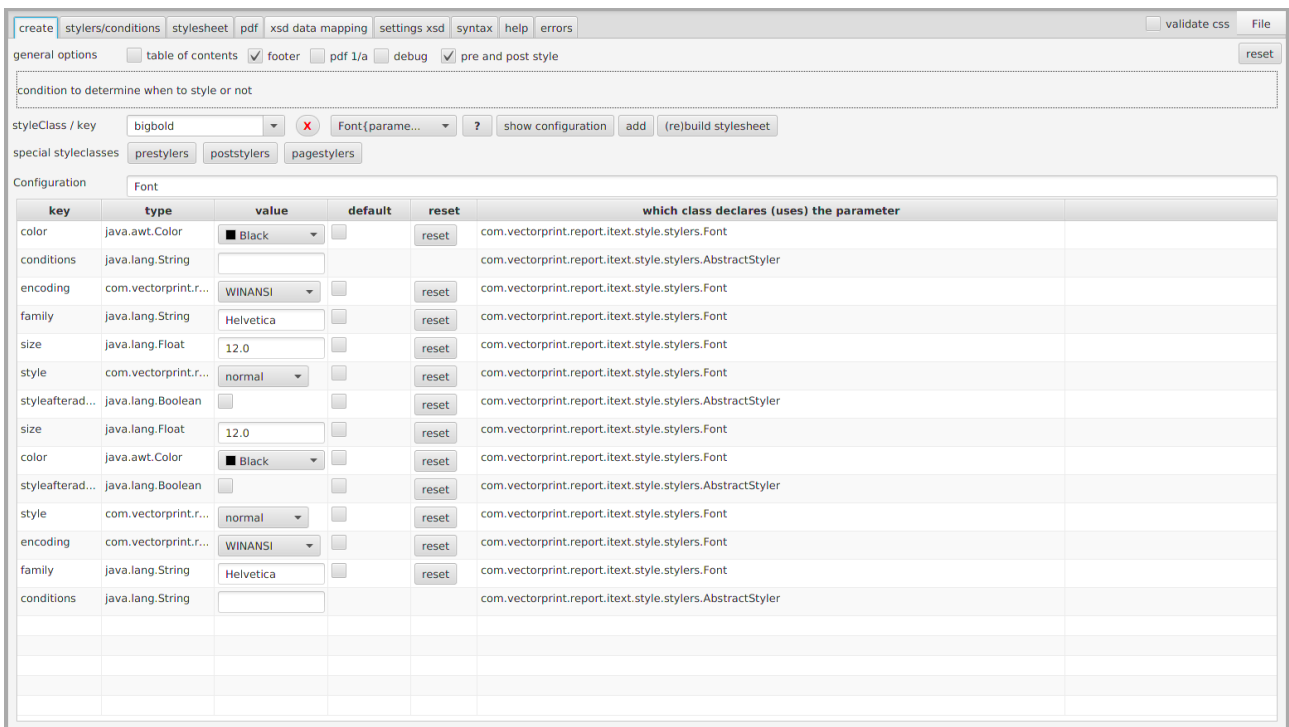 create stylers/conditions stylesheet pdf xsd data mapping settings xsd syntax help errors validate css File
general options table of contents footer pdf 1/a debug pre and post style reset
condition to determine when to style or not
styleClass / key bigbold X Font{parame... ? show configuration add (re)build stylesheet
special styleclasses prestylers poststylers pagestylers
Configuration Font
key type value default reset which class declares (uses) the parameter
color java.awt.Color Black reset com.vectorprint.report.itext.style.stylers.Font
conditions java.lang.String com.vectorprint.report.itext.style.stylers.AbstractStyler
encoding com.vectorprint.r... WINANSI reset com.vectorprint.report.itext.style.stylers.Font
family java.lang.String Helvetica reset com.vectorprint.report.itext.style.stylers.Font
size java.lang.Float 12.0 reset com.vectorprint.report.itext.style.stylers.Font
style com.vectorprint.r... normal reset com.vectorprint.report.itext.style.stylers.Font
styleafterad... java.lang.Boolean reset com.vectorprint.report.itext.style.stylers.AbstractStyler
size java.lang.Float 12.0 reset com.vectorprint.report.itext.style.stylers.Font
color java.awt.Color Black reset com.vectorprint.report.itext.style.stylers.Font
styleafterad... java.lang.Boolean reset com.vectorprint.report.itext.style.stylers.AbstractStyler
style com.vectorprint.r... normal reset com.vectorprint.report.itext.style.stylers.Font
encoding com.vectorprint.r... WINANSI reset com.vectorprint.report.itext.style.stylers.Font
family java.lang.String Helvetica reset com.vectorprint.report.itext.style.stylers.Font
conditions java.lang.String com.vectorprint.report.itext.style.stylers.AbstractStyler